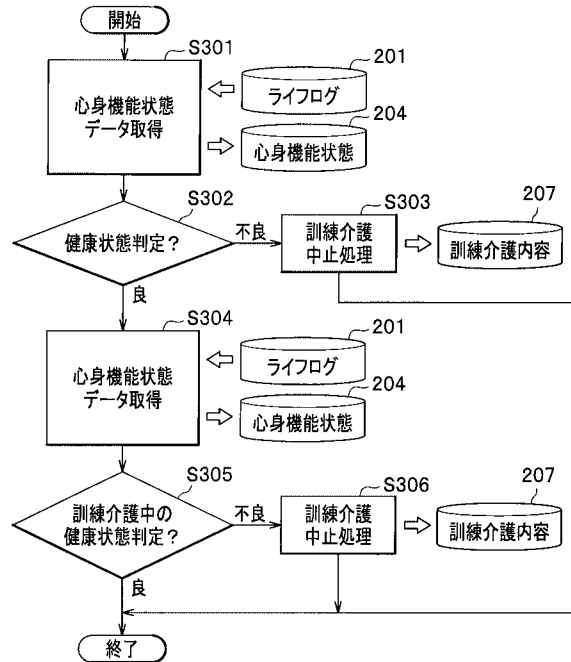 開始
S301
心身機能状態
データ取得
201
ライフログ
204
心身機能状態
S302
健康状態判定?
不良
良
S303
訓練介護
中止処理
207
訓練介護内容
S304
心身機能状態
データ取得
201
ライフログ
204
心身機能状態
S305
訓練介護中の
健康状態判定?
不良
良
S306
訓練介護
中止処理
207
訓練介護内容
終了